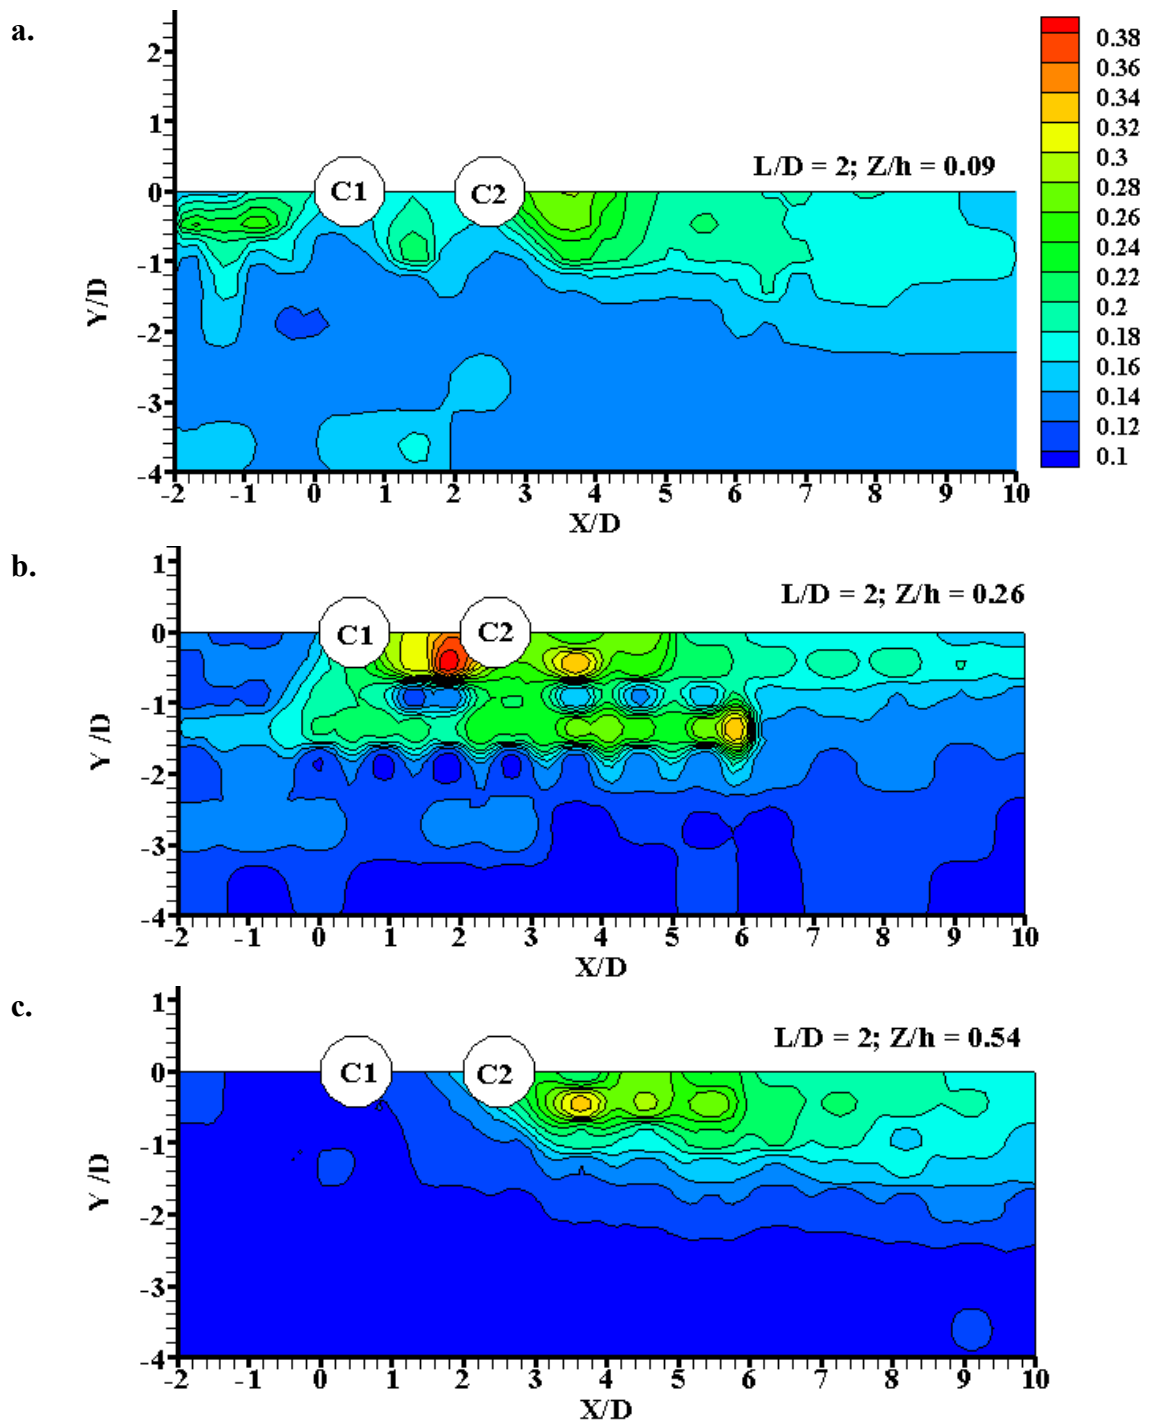 a.
2
1
0
-1
-2
-3
-4
C1
C2
L/D = 2; Z/h = 0.09
Y/D
-2 -1 0 1 2 3 4 5 6 7 8 9 10
X/D
0.38
0.36
0.34
0.32
0.3
0.28
0.26
0.24
0.22
0.2
0.18
0.16
0.14
0.12
0.1
b.
1
0
-1
-2
-3
-4
C1
C2
L/D = 2; Z/h = 0.26
Y /D
-2 -1 0 1 2 3 4 5 6 7 8 9 10
X/D
c.
1
0
-1
-2
-3
-4
C1
C2
L/D = 2; Z/h = 0.54
Y /D
-2 -1 0 1 2 3 4 5 6 7 8 9 10
X/D